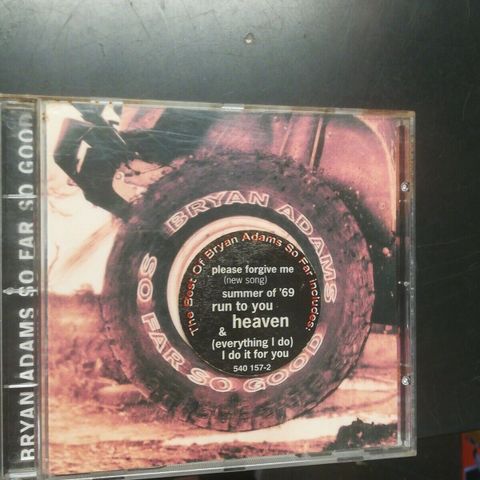 BRYAN ADAMS SO FAR SO GOOD
BRYAN ADAMS
SO FAR SO GOOD
The Best Of Bryan Adams So Far includes:
please forgive me
(new song)
summer of '69
run to you
heaven
&
(everything I do)
I do it for you
540 157-2